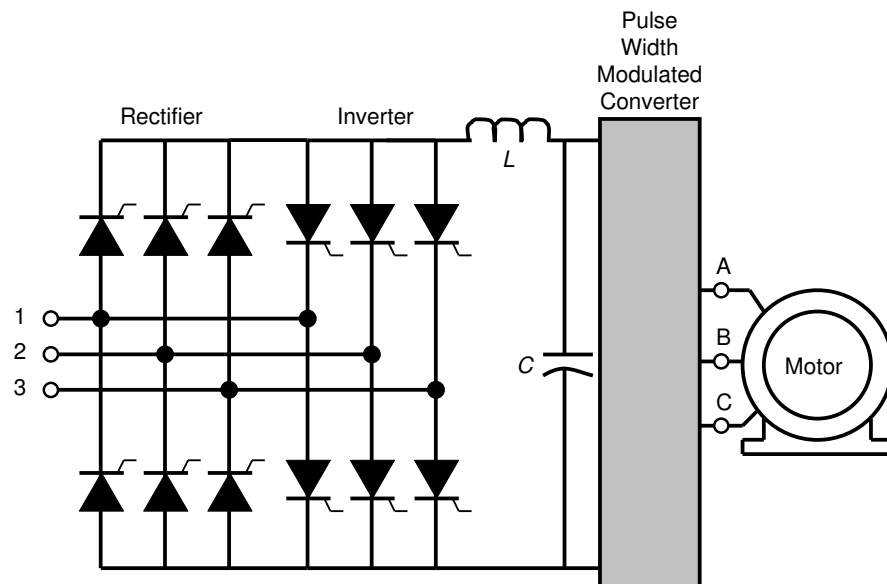 Pulse
Width
Modulated
Converter
Rectifier
Inverter
L
A
1
2
B
C
Motor
3
C